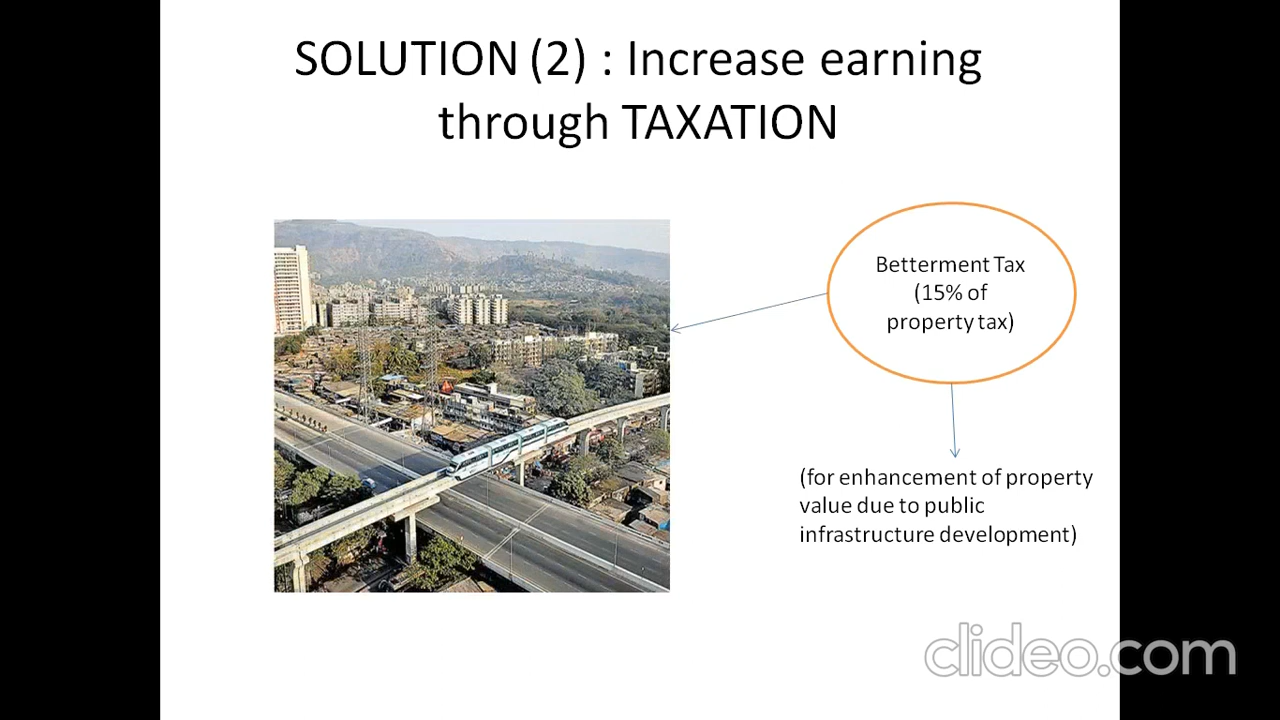 SOLUTION (2) : Increase earning
through TAXATION
Betterment Tax
(15% of
property tax)
(for enhancement of property
value due to public
infrastructure development)
clideo.com